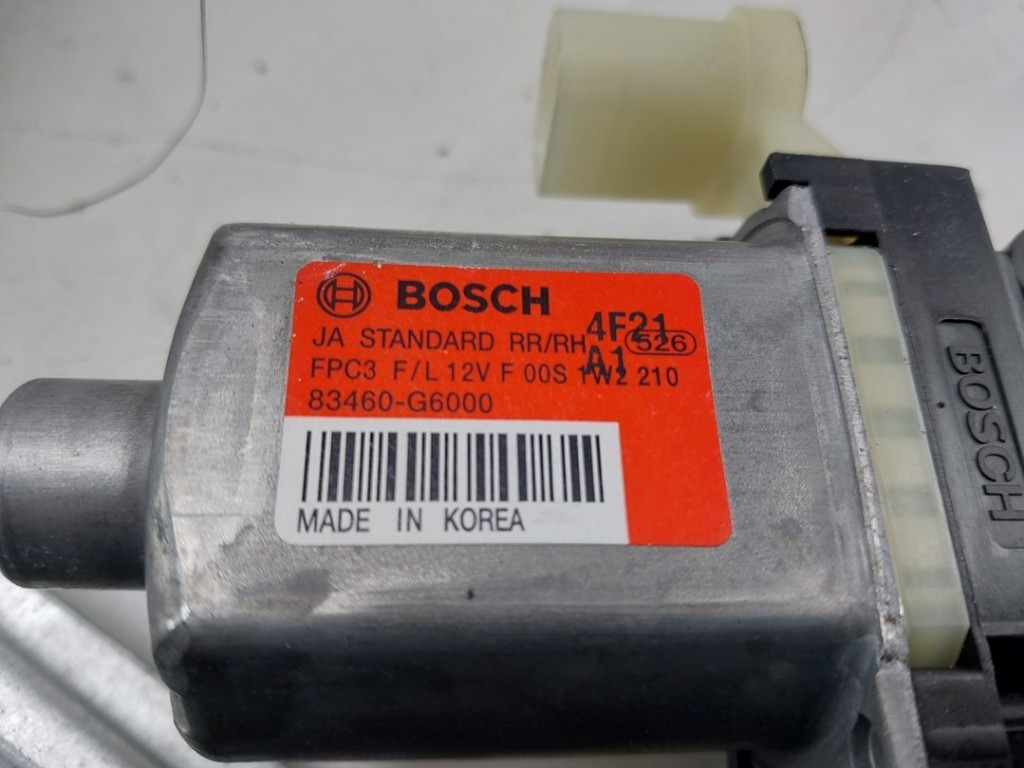 BOSCH
JA STANDARD RR/RH 4F21 526
A1
FPC3 F/L 12V F 00S 1W2 210
83460-G6000
MADE IN KOREA
BOSCH